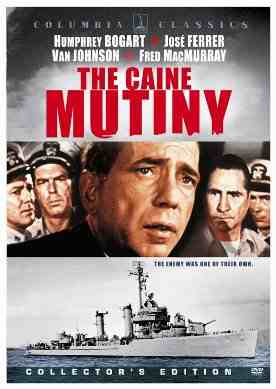 COLUMBIA CLASSICS
HUMPHREY BOGART ★ JOSÉ FERRER
VAN JOHNSON ★ FRED MACMURRAY
THE CAINE
MUTINY
THE ENEMY WAS ONE OF THEIR OWN.
COLLECTOR'S EDITION
DVD